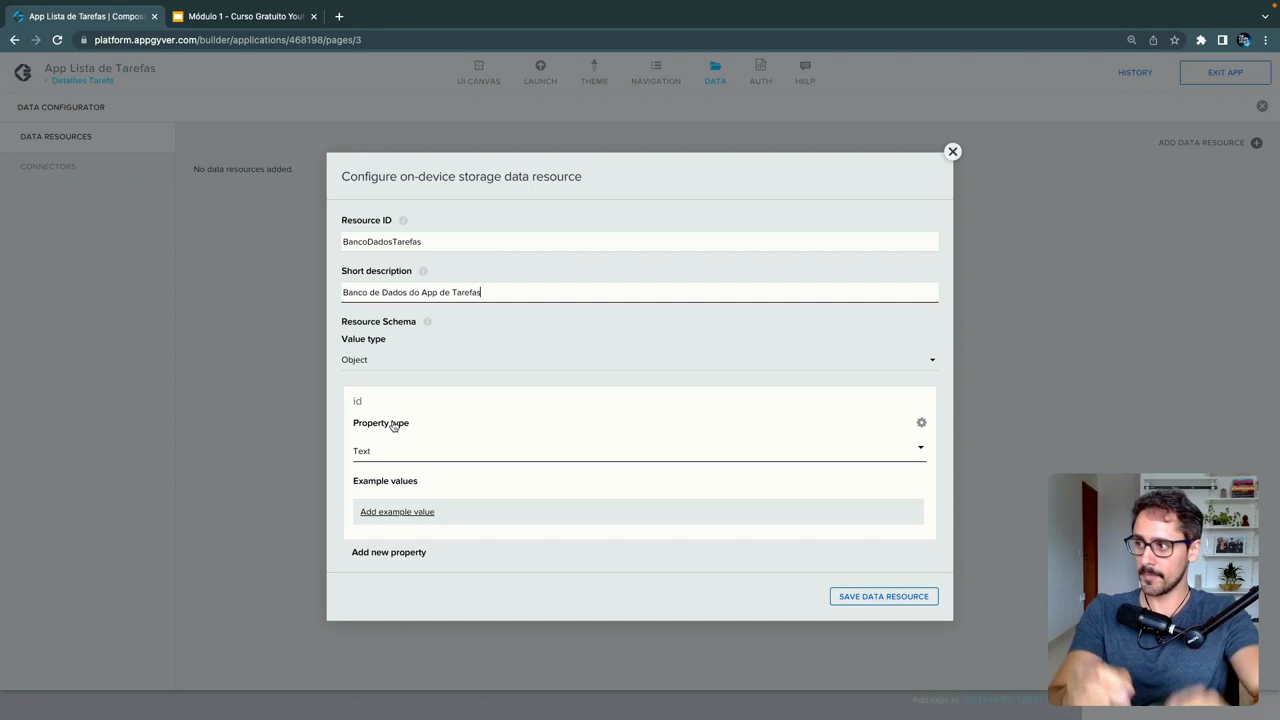 App Lista de Tarefas | Compos
Módulo 1 - Curso Gratuito Yout
platform.appgyver.com/builder/applications/468198/pages/3
App Lista de Tarefas
Detalhes Tarefa
UI CANVAS
LAUNCH
THEME
NAVIGATION
DATA
AUTH
HELP
HISTORY
EXIT APP
DATA CONFIGURATOR
DATA RESOURCES
CONNECTORS
No data resources added.
ADD DATA RESOURCE
Configure on-device storage data resource
Resource ID
BancoDadosTarefas
Short description
Banco de Dados do App de Tarefas
Resource Schema
Value type
Object
id
Property type
Text
Example values
Add example value
Add new property
SAVE DATA RESOURCE
Add logic to